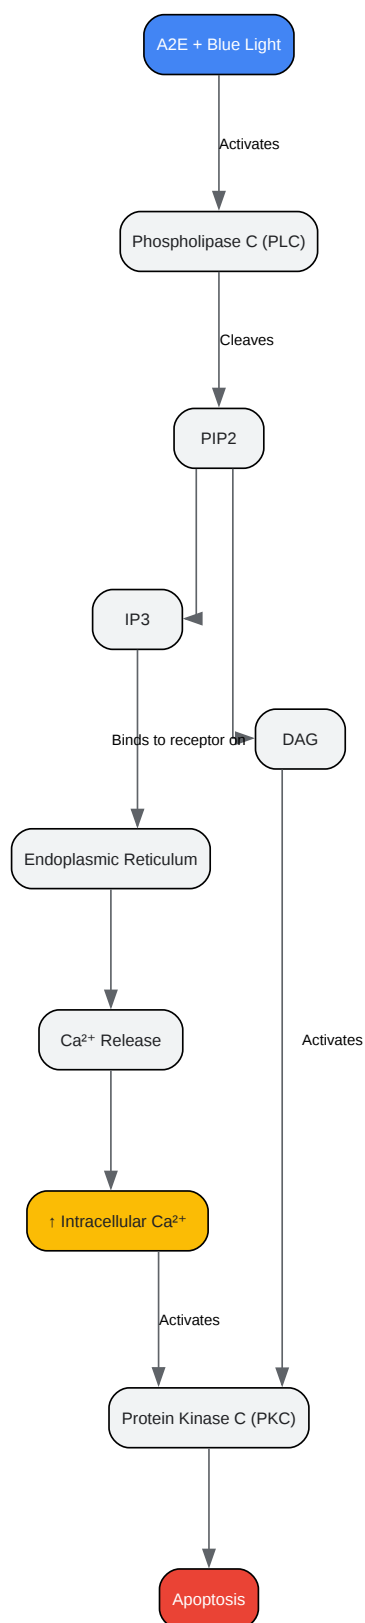 A2E + Blue Light
Activates
Phospholipase C (PLC)
Cleaves
PIP2
IP3
Binds to receptor on
DAG
Endoplasmic Reticulum
Ca²⁺ Release
Activates
↑ Intracellular Ca²⁺
Activates
Protein Kinase C (PKC)
Apoptosis